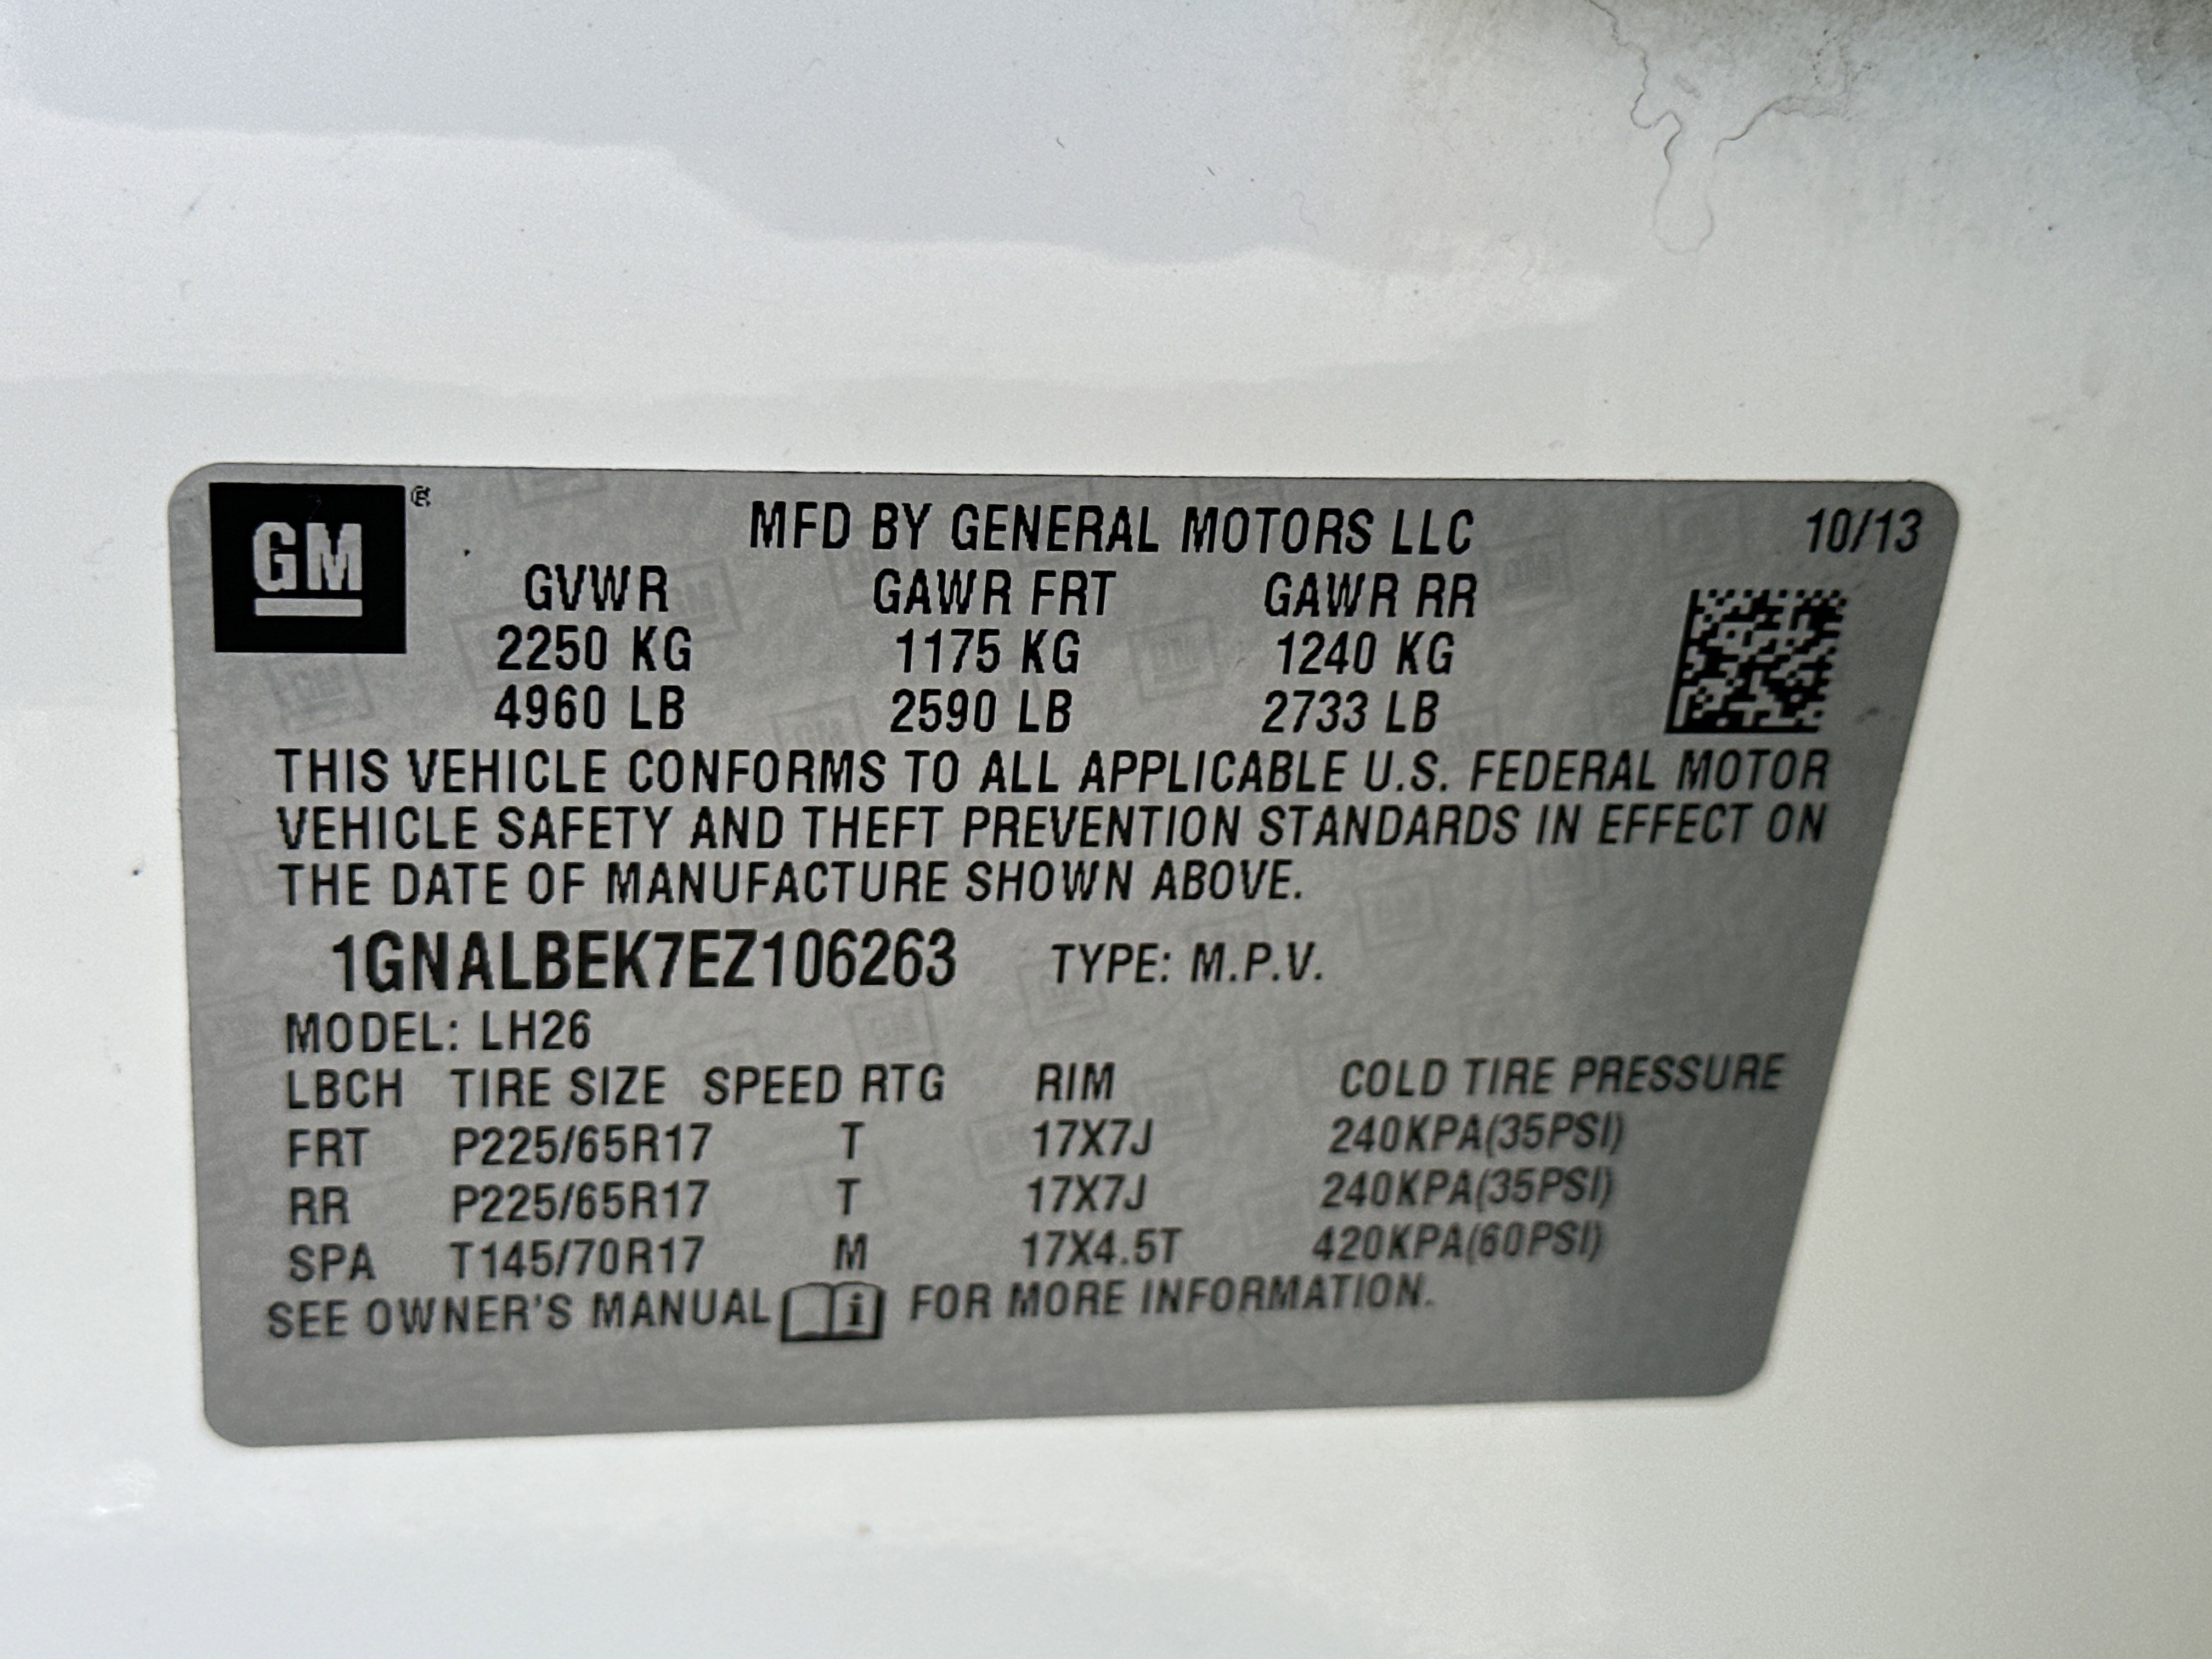 GM ®
MFD BY GENERAL MOTORS LLC 10/13
GVWR GAWR FRT GAWR RR
2250 KG 1175 KG 1240 KG
4960 LB 2590 LB 2733 LB
THIS VEHICLE CONFORMS TO ALL APPLICABLE U.S. FEDERAL MOTOR
VEHICLE SAFETY AND THEFT PREVENTION STANDARDS IN EFFECT ON
THE DATE OF MANUFACTURE SHOWN ABOVE.
1GNALBEK7EZ106263 TYPE: M.P.V.
MODEL: LH26
LBCH TIRE SIZE SPEED RTG RIM COLD TIRE PRESSURE
FRT P225/65R17 T 17X7J 240KPA(35PSI)
RR P225/65R17 T 17X7J 240KPA(35PSI)
SPA T145/70R17 M 17X4.5T 420KPA(60PSI)
SEE OWNER'S MANUAL i FOR MORE INFORMATION.